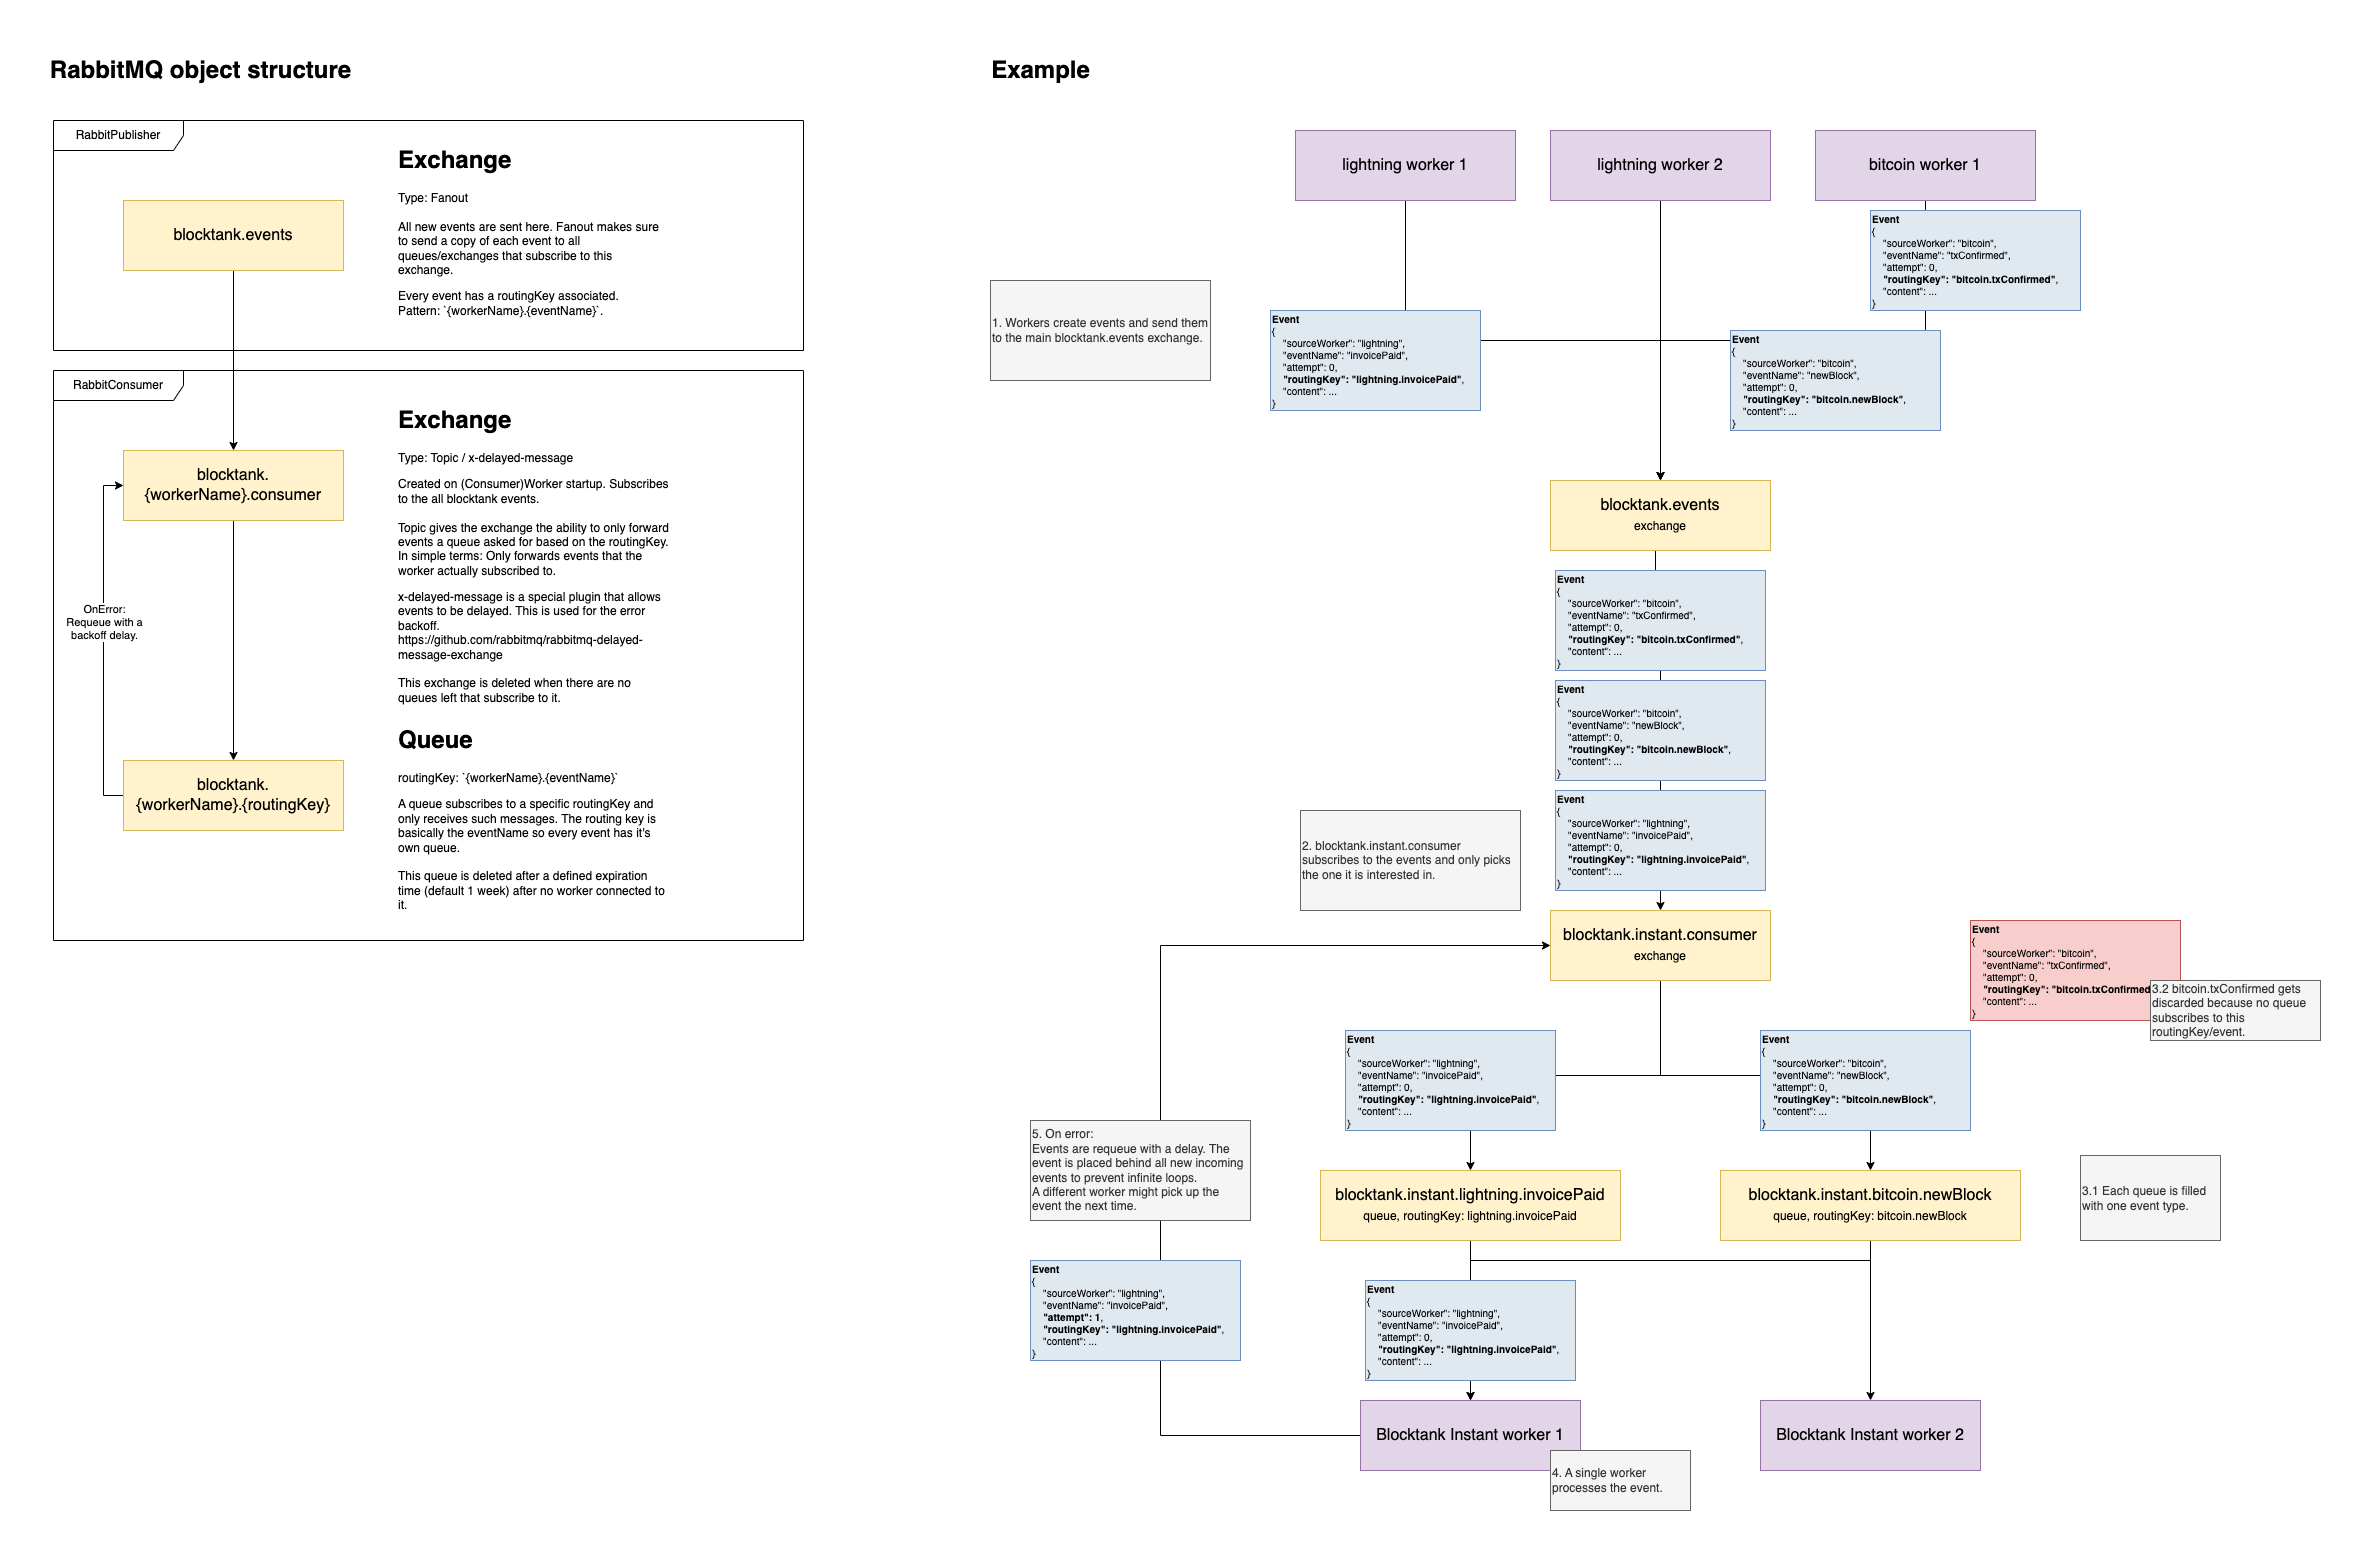 RabbitMQ object structure
RabbitPublisher
blocktank.events
Exchange
Type: Fanout
All new events are sent here. Fanout makes sure
to send a copy of each event to all
queues/exchanges that subscribe to this
exchange.
Every event has a routingKey associated.
Pattern: `{workerName}.{eventName}`.
RabbitConsumer
blocktank.
{workerName}.consumer
OnError:
Requeue with a
backoff delay.
blocktank.
{workerName}.{routingKey}
Exchange
Type: Topic / x-delayed-message
Created on (Consumer)Worker startup. Subscribes
to the all blocktank events.
Topic gives the exchange the ability to only forward
events a queue asked for based on the routingKey.
In simple terms: Only forwards events that the
worker actually subscribed to.
x-delayed-message is a special plugin that allows
events to be delayed. This is used for the error
backoff.
https://github.com/rabbitmq/rabbitmq-delayed-
message-exchange
This exchange is deleted when there are no
queues left that subscribe to it.
Queue
routingKey: `{workerName}.{eventName}`
A queue subscribes to a specific routingKey and
only receives such messages. The routing key is
basically the eventName so every event has it's
own queue.
This queue is deleted after a defined expiration
time (default 1 week) after no worker connected to
it.
Example
lightning worker 1
lightning worker 2
bitcoin worker 1
Event
{
"sourceWorker": "bitcoin",
"eventName": "txConfirmed",
"attempt": 0,
"routingKey": "bitcoin.txConfirmed",
"content": ...
}
1. Workers create events and send them
to the main blocktank.events exchange.
Event
{
"sourceWorker": "lightning",
"eventName": "invoicePaid",
"attempt": 0,
"routingKey": "lightning.invoicePaid",
"content": ...
}
Event
{
"sourceWorker": "bitcoin",
"eventName": "newBlock",
"attempt": 0,
"routingKey": "bitcoin.newBlock",
"content": ...
}
blocktank.events
exchange
Event
{
"sourceWorker": "bitcoin",
"eventName": "txConfirmed",
"attempt": 0,
"routingKey": "bitcoin.txConfirmed",
"content": ...
}
Event
{
"sourceWorker": "bitcoin",
"eventName": "newBlock",
"attempt": 0,
"routingKey": "bitcoin.newBlock",
"content": ...
}
Event
{
"sourceWorker": "lightning",
"eventName": "invoicePaid",
"attempt": 0,
"routingKey": "lightning.invoicePaid",
"content": ...
}
2. blocktank.instant.consumer
subscribes to the events and only picks
the one it is interested in.
blocktank.instant.consumer
exchange
Event
{
"sourceWorker": "bitcoin",
"eventName": "txConfirmed",
"attempt": 0,
"routingKey": "bitcoin.txConfirmed
"content": ...
}
3.2 bitcoin.txConfirmed gets
discarded because no queue
subscribes to this
routingKey/event.
Event
{
"sourceWorker": "lightning",
"eventName": "invoicePaid",
"attempt": 0,
"routingKey": "lightning.invoicePaid",
"content": ...
}
Event
{
"sourceWorker": "bitcoin",
"eventName": "newBlock",
"attempt": 0,
"routingKey": "bitcoin.newBlock",
"content": ...
}
5. On error:
Events are requeue with a delay. The
event is placed behind all new incoming
events to prevent infinite loops.
A different worker might pick up the
event the next time.
blocktank.instant.lightning.invoicePaid
queue, routingKey: lightning.invoicePaid
blocktank.instant.bitcoin.newBlock
queue, routingKey: bitcoin.newBlock
3.1 Each queue is filled
with one event type.
Event
{
"sourceWorker": "lightning",
"eventName": "invoicePaid",
"attempt": 1,
"routingKey": "lightning.invoicePaid",
"content": ...
}
Event
{
"sourceWorker": "lightning",
"eventName": "invoicePaid",
"attempt": 0,
"routingKey": "lightning.invoicePaid",
"content": ...
}
Blocktank Instant worker 1
Blocktank Instant worker 2
4. A single worker
processes the event.